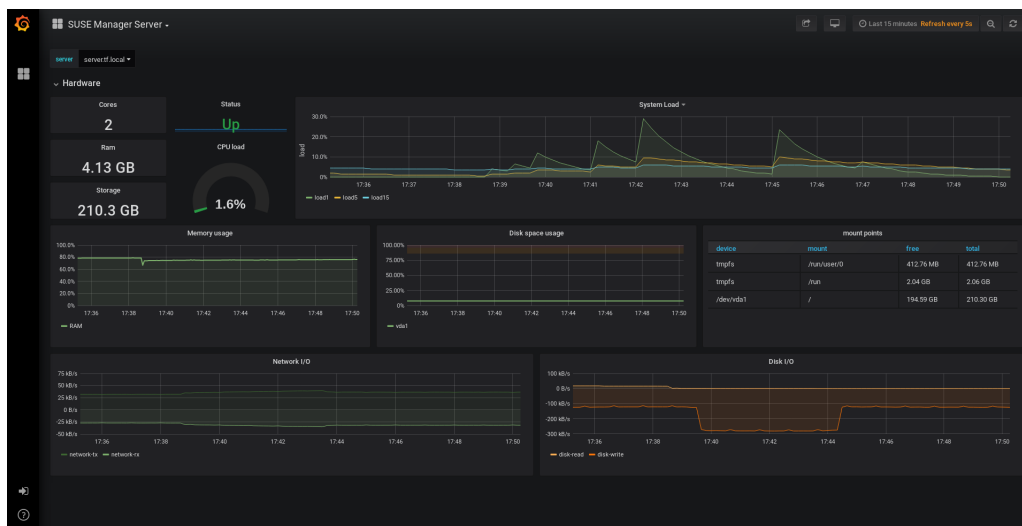 SUSE Manager Server
Last 15 minutes Refresh every 5s
server server.tf.local
Hardware
Cores
2
Ram
4.13 GB
Storage
210.3 GB
Status
Up
CPU load
1.6%
System Load
load
30.0%
20.0%
10.0%
0%
17:36 17:37 17:38 17:39 17:40 17:41 17:42 17:43 17:44 17:45 17:46 17:47 17:48 17:49 17:50
load1 load5 load15
Memory usage
100.0%
80.0%
60.0%
40.0%
20.0%
0%
17:36 17:38 17:40 17:42 17:44 17:46 17:48 17:50
RAM
Disk space usage
100.00%
75.00%
50.00%
25.00%
0%
17:36 17:38 17:40 17:42 17:44 17:46 17:48 17:50
vda1
mount points
device mount free total
tmpfs /run/user/0 412.76 MB 412.76 MB
tmpfs /run 2.04 GB 2.06 GB
/dev/vda1 / 194.59 GB 210.30 GB
Network I/O
75 kB/s
50 kB/s
25 kB/s
0 B/s
-25 kB/s
-50 kB/s
17:36 17:38 17:40 17:42 17:44 17:46 17:48 17:50
network-tx network-rx
Disk I/O
100 kB/s
0 B/s
-100 kB/s
-200 kB/s
-300 kB/s
17:36 17:38 17:40 17:42 17:44 17:46 17:48 17:50
disk-read disk-write